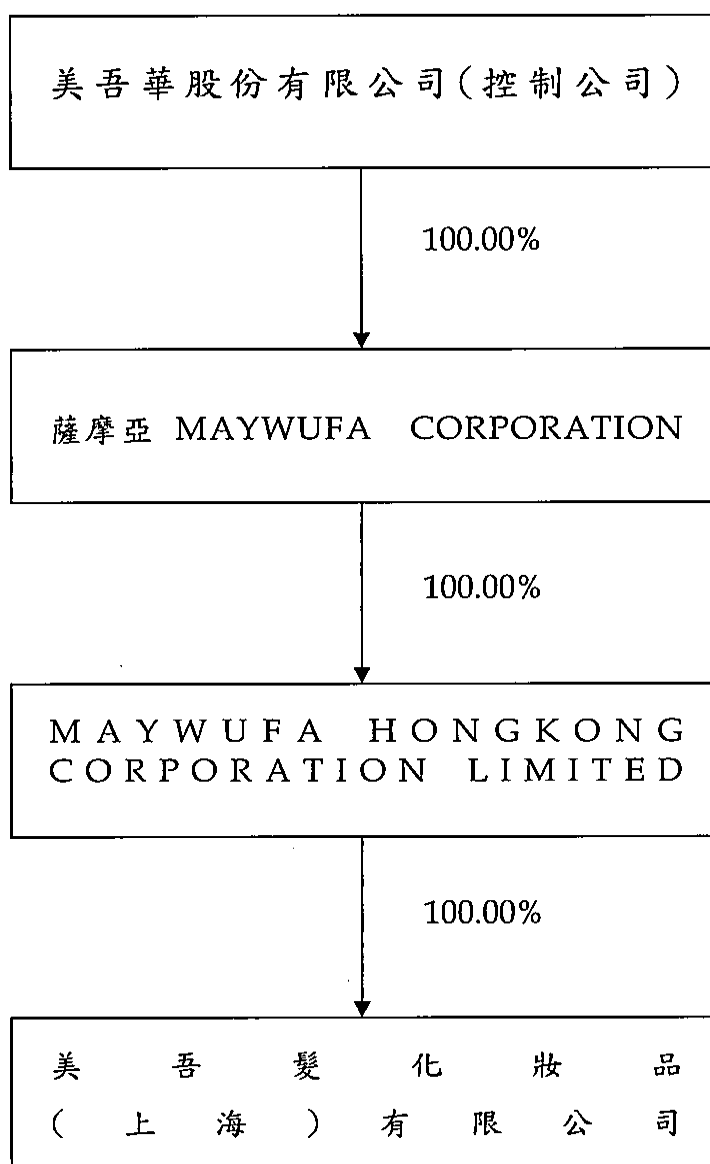 美吾華股份有限公司(控制公司)
100.00%
薩摩亞 MAYWUFA CORPORATION
100.00%
MAYWUFA HONGKONG
CORPORATION LIMITED
100.00%
美吾髮化妝品
(上海)有限公司